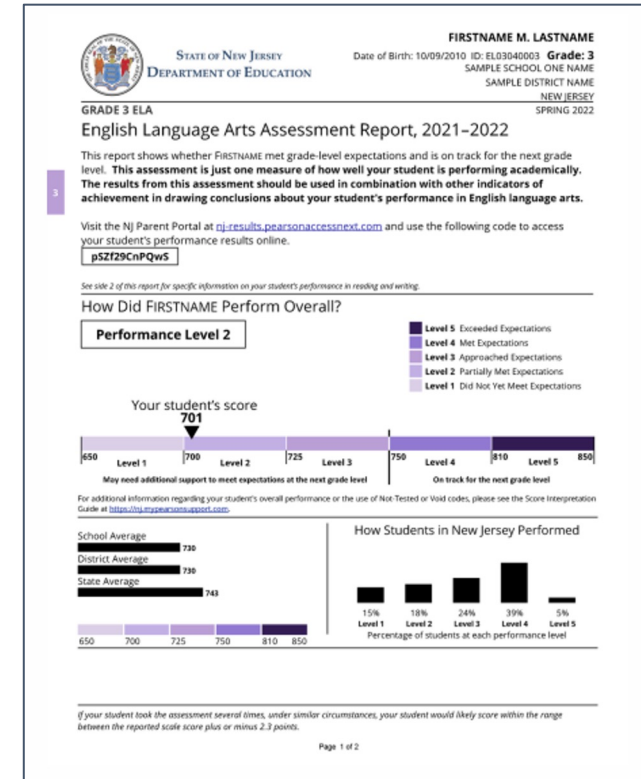 FIRSTNAME M. LASTNAME
STATE OF NEW JERSEY
DEPARTMENT OF EDUCATION
Date of Birth: 10/09/2010 ID: EL03040003 Grade: 3
SAMPLE SCHOOL ONE NAME
SAMPLE DISTRICT NAME
NEW JERSEY
GRADE 3 ELA
SPRING 2022
English Language Arts Assessment Report, 2021–2022
This report shows whether FIRSTNAME met grade-level expectations and is on track for the next grade
level. This assessment is just one measure of how well your student is performing academically.
The results from this assessment should be used in combination with other indicators of
achievement in drawing conclusions about your student's performance in English language arts.
3
Visit the NJ Parent Portal at nj-results.pearsonaccessnext.com and use the following code to access
your student's performance results online.
pSZf29CnPQwS
See side 2 of this report for specific information on your student's performance in reading and writing.
How Did FIRSTNAME Perform Overall?
Performance Level 2
Level 5 Exceeded Expectations
Level 4 Met Expectations
Level 3 Approached Expectations
Level 2 Partially Met Expectations
Level 1 Did Not Yet Meet Expectations
Your student's score
701
650 Level 1 700 Level 2 725 Level 3 750 Level 4 810 Level 5 850
May need additional support to meet expectations at the next grade level On track for the next grade level
For additional information regarding your student's overall performance or the use of Not-Tested or Void codes, please see the Score Interpretation
Guide at https://nj.mypearsonsupport.com.
School Average
730
District Average
730
State Average
743
650 700 725 750 810 850
How Students in New Jersey Performed
15% 18% 24% 39% 5%
Level 1 Level 2 Level 3 Level 4 Level 5
Percentage of students at each performance level
If your student took the assessment several times, under similar circumstances, your student would likely score within the range
between the reported scale score plus or minus 2.3 points.
Page 1 of 2